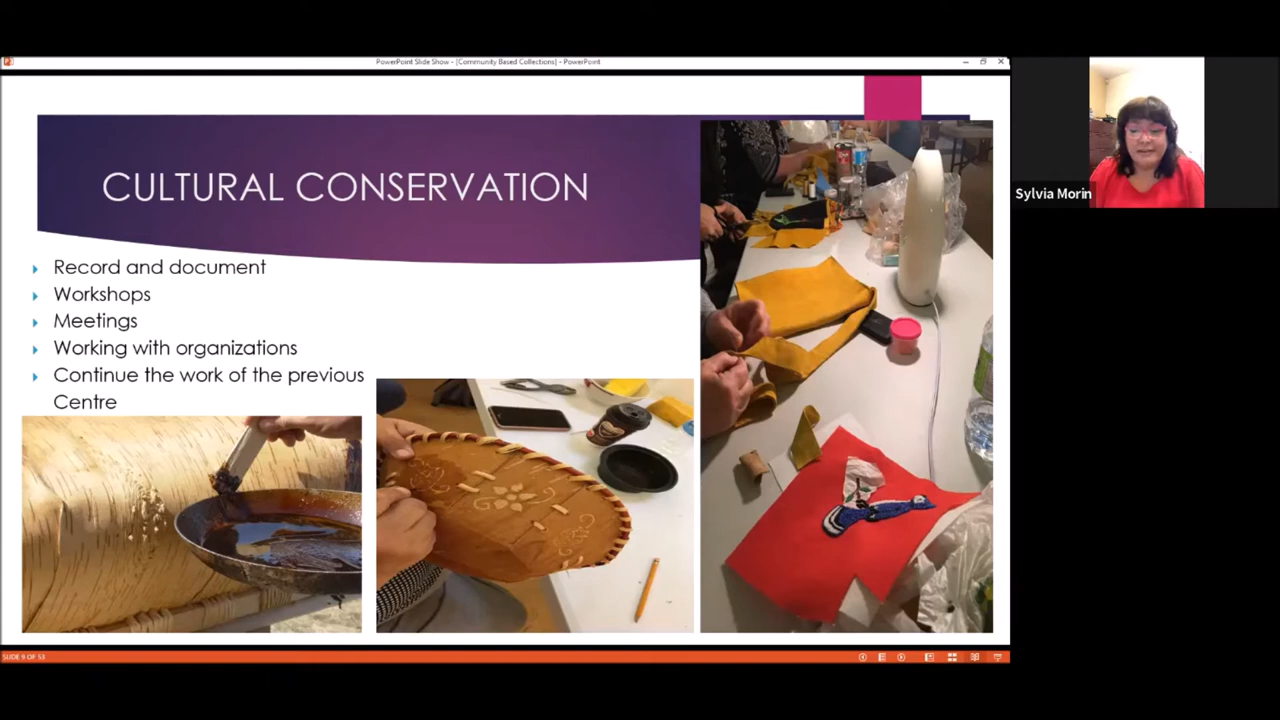 PowerPoint Slide Show - [Community Based Collections] - PowerPoint
CULTURAL CONSERVATION
Record and document
Workshops
Meetings
Working with organizations
Continue the work of the previous
Centre
Sylvia Morin
SLIDE 9 OF 53